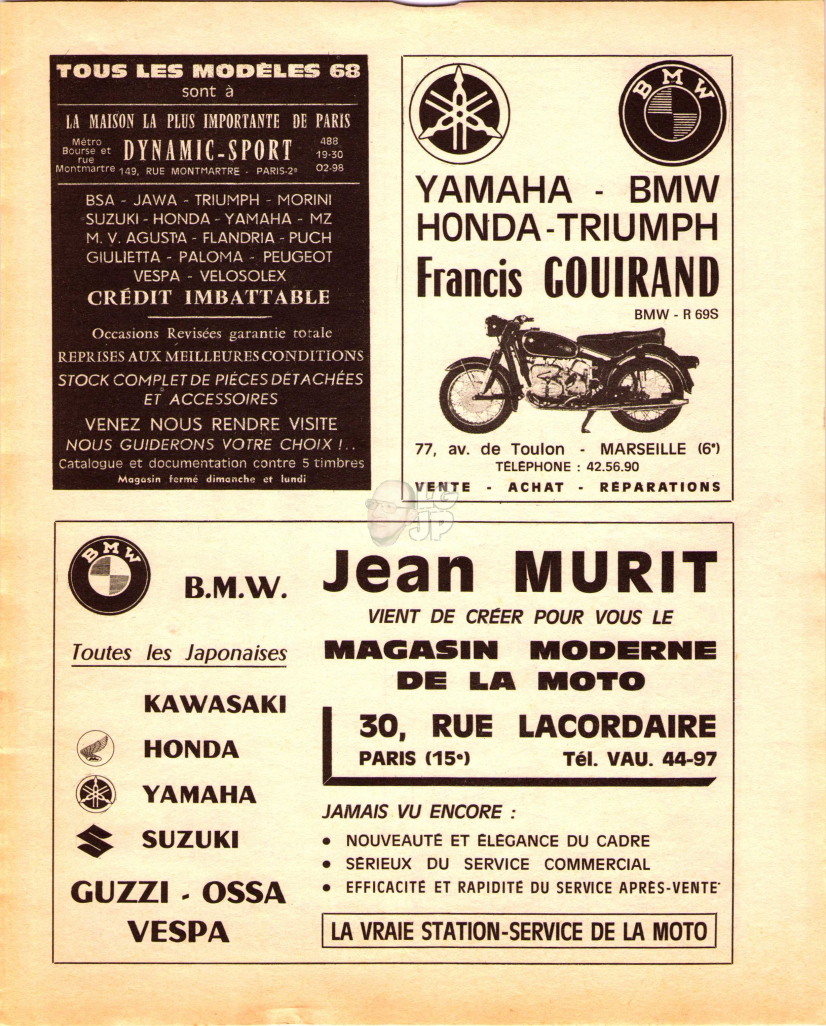 TOUS LES MODÈLES 68
sont à
LA MAISON LA PLUS IMPORTANTE DE PARIS
Métro
Bourse et
rue
Montmartre
DYNAMIC-SPORT
149, RUE MONTMARTRE - PARIS-2e
488
19-30
02-98
BSA - JAWA - TRIUMPH - MORINI
SUZUKI - HONDA - YAMAHA - MZ
M. V. AGUSTA - FLANDRIA - PUCH
GIULIETTA - PALOMA - PEUGEOT
VESPA - VELOSOLEX
CRÉDIT IMBATTABLE
Occasions Revisées garantie totale
REPRISES AUX MEILLEURES CONDITIONS
STOCK COMPLET DE PIÈCES DÉTACHÉES
ET ACCESSOIRES
VENEZ NOUS RENDRE VISITE
NOUS GUIDERONS VOTRE CHOIX !..
Catalogue et documentation contre 5 timbres
Magasin fermé dimanche et lundi
BMW
YAMAHA - BMW
HONDA-TRIUMPH
Francis GOUIRAND
BMW - R 69S
77, av. de Toulon - MARSEILLE (6e)
TÉLÉPHONE : 42.56.90
VENTE - ACHAT - RÉPARATIONS
LG
JP
BMW
B.M.W.
Toutes les Japonaises
KAWASAKI
HONDA
YAMAHA
SUZUKI
GUZZI - OSSA
VESPA
Jean MURIT
VIENT DE CRÉER POUR VOUS LE
MAGASIN MODERNE
DE LA MOTO
30, RUE LACORDAIRE
PARIS (15e) Tél. VAU. 44-97
JAMAIS VU ENCORE :
• NOUVEAUTÉ ET ÉLÉGANCE DU CADRE
• SÉRIEUX DU SERVICE COMMERCIAL
• EFFICACITÉ ET RAPIDITÉ DU SERVICE APRÈS-VENTE
LA VRAIE STATION-SERVICE DE LA MOTO